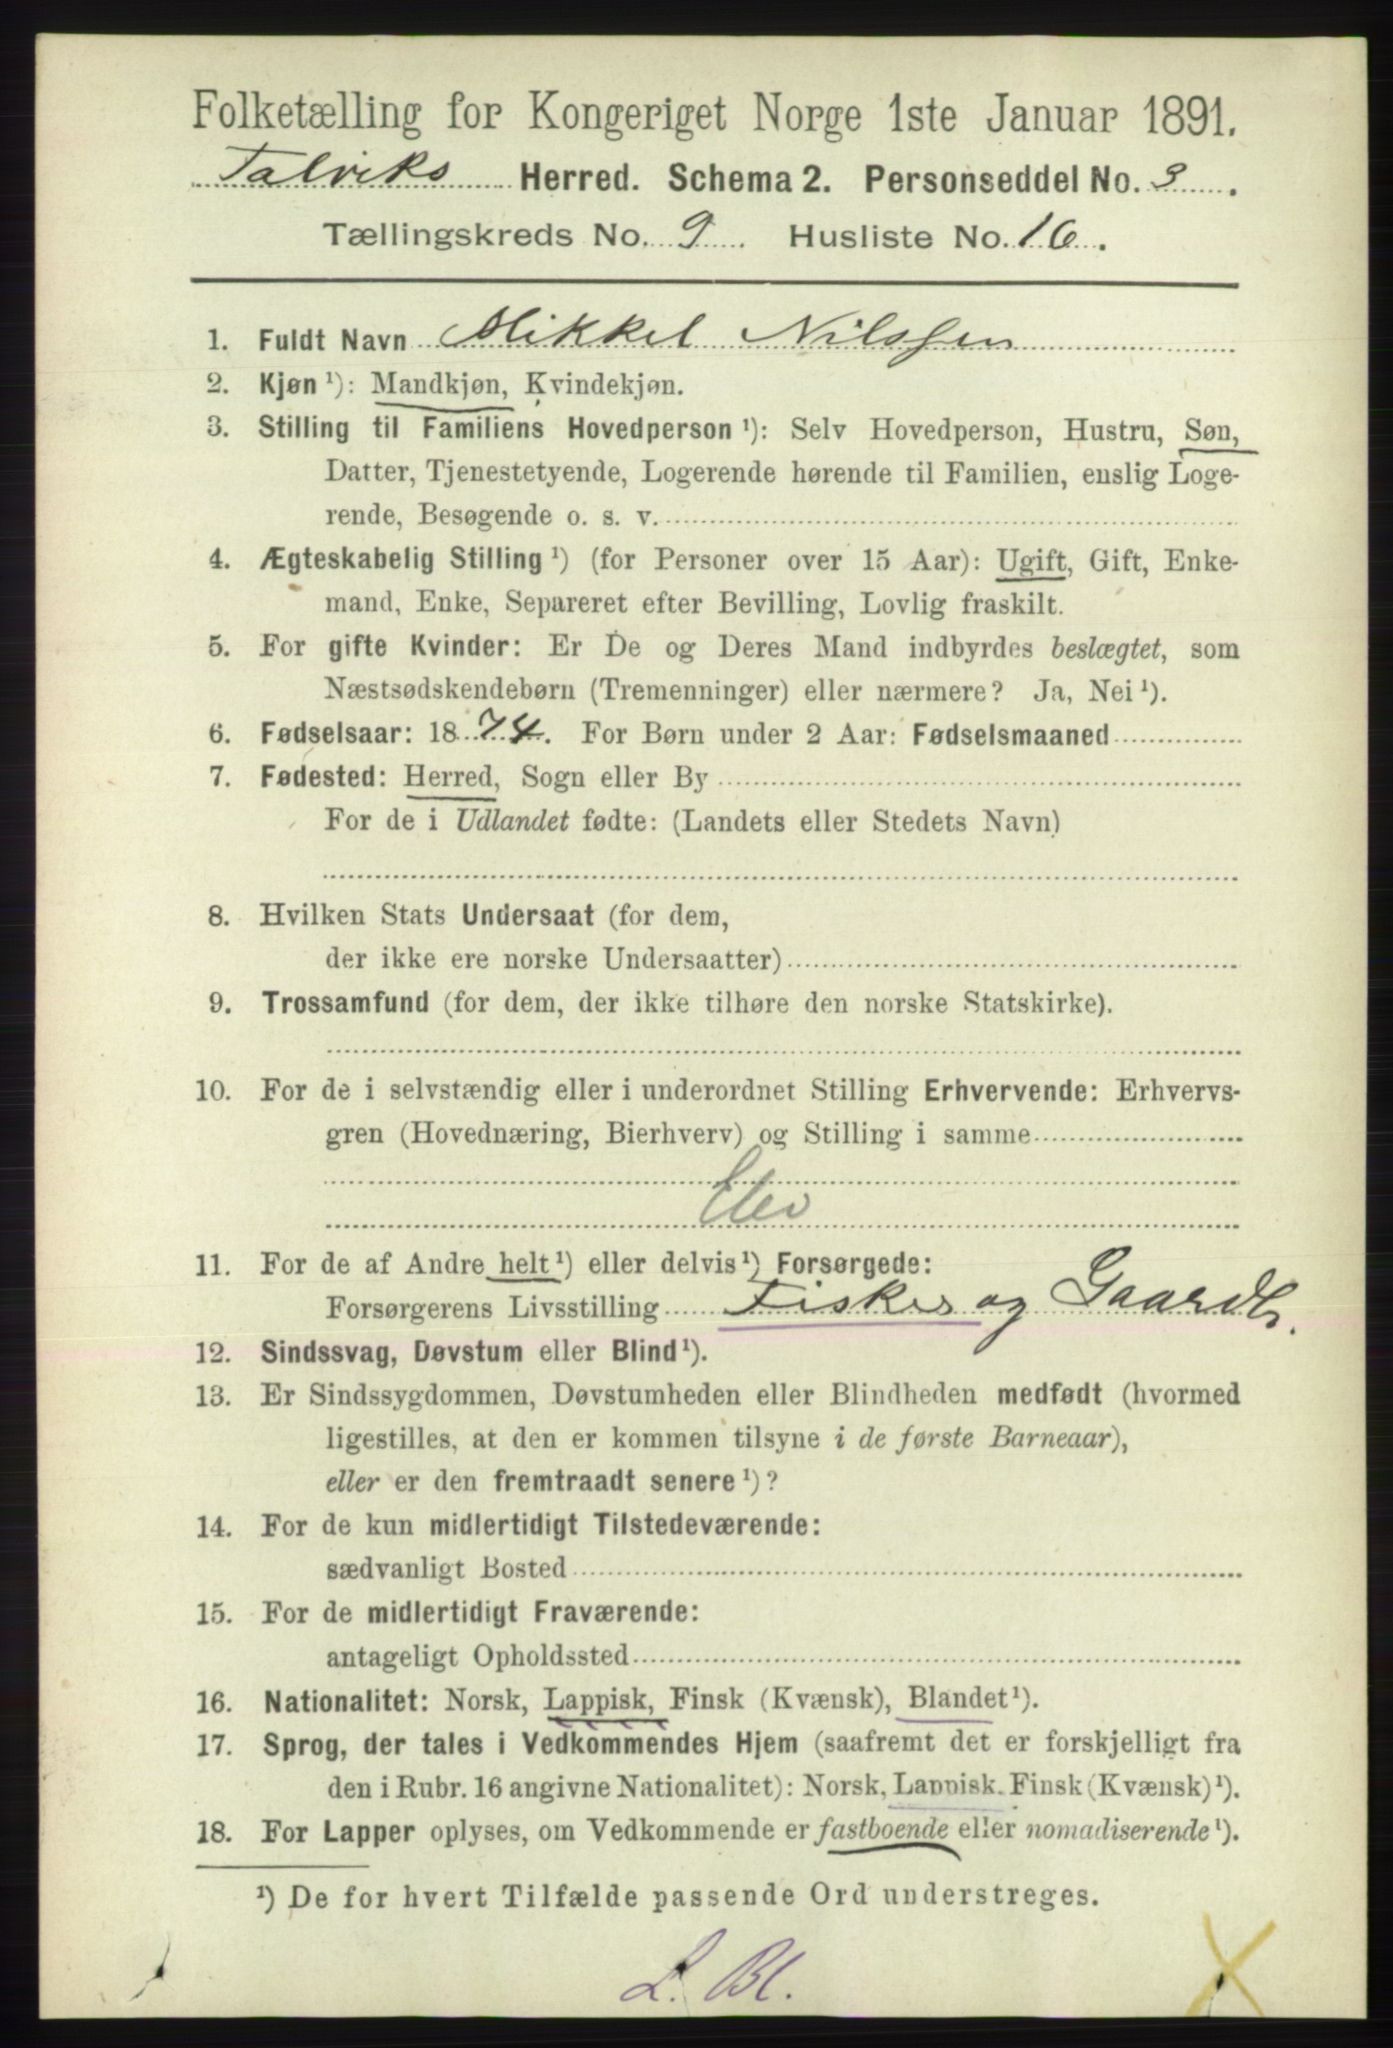 Folketælling for Kongeriget Norge 1ste Januar 1891.
Talviks Herred. Schema 2. Personseddel No. 3.
Tællingskreds No. 9. Husliste No. 16.
1. Fuldt Navn Mikkel Nilssen
2. Kjøn ¹): Mandkjøn, Kvindekjøn.
3. Stilling til Familiens Hovedperson ¹): Selv Hovedperson, Hustru, Søn,
Datter, Tjenestetyende, Logerende hørende til Familien, enslig Loge-
rende, Besøgende o. s. v.
4. Ægteskabelig Stilling ¹) (for Personer over 15 Aar): Ugift, Gift, Enke-
mand, Enke, Separeret efter Bevilling, Lovlig fraskilt.
5. For gifte Kvinder: Er De og Deres Mand indbyrdes beslægtet, som
Næstsødskendebørn (Tremenninger) eller nærmere? Ja, Nei ¹).
6. Fødselsaar: 1874. For Børn under 2 Aar: Fødselsmaaned
7. Fødested: Herred, Sogn eller By
For de i Udlandet fødte: (Landets eller Stedets Navn)
8. Hvilken Stats Undersaat (for dem,
der ikke ere norske Undersaatter)
9. Trossamfund (for dem, der ikke tilhøre den norske Statskirke).
10. For de i selvstændig eller i underordnet Stilling Erhvervende: Erhvervs-
gren (Hovednæring, Bierhverv) og Stilling i samme
Elev
11. For de af Andre helt ¹) eller delvis ¹) Forsørgede:
Forsørgerens Livsstilling Fisker og Gaardbr.
12. Sindssvag, Døvstum eller Blind ¹).
13. Er Sindssygdommen, Døvstumheden eller Blindheden medfødt (hvormed
ligestilles, at den er kommen tilsyne i de første Barneaar),
eller er den fremtraadt senere ¹)?
14. For de kun midlertidigt Tilstedeværende:
sædvanligt Bosted
15. For de midlertidigt Fraværende:
antageligt Opholdssted
16. Nationalitet: Norsk, Lappisk, Finsk (Kvænsk), Blandet ¹).
17. Sprog, der tales i Vedkommendes Hjem (saafremt det er forskjelligt fra
den i Rubr. 16 angivne Nationalitet): Norsk, Lappisk, Finsk (Kvænsk) ¹).
18. For Lapper oplyses, om Vedkommende er fastboende eller nomadiserende ¹).
¹) De for hvert Tilfælde passende Ord understreges.
L. Bl.